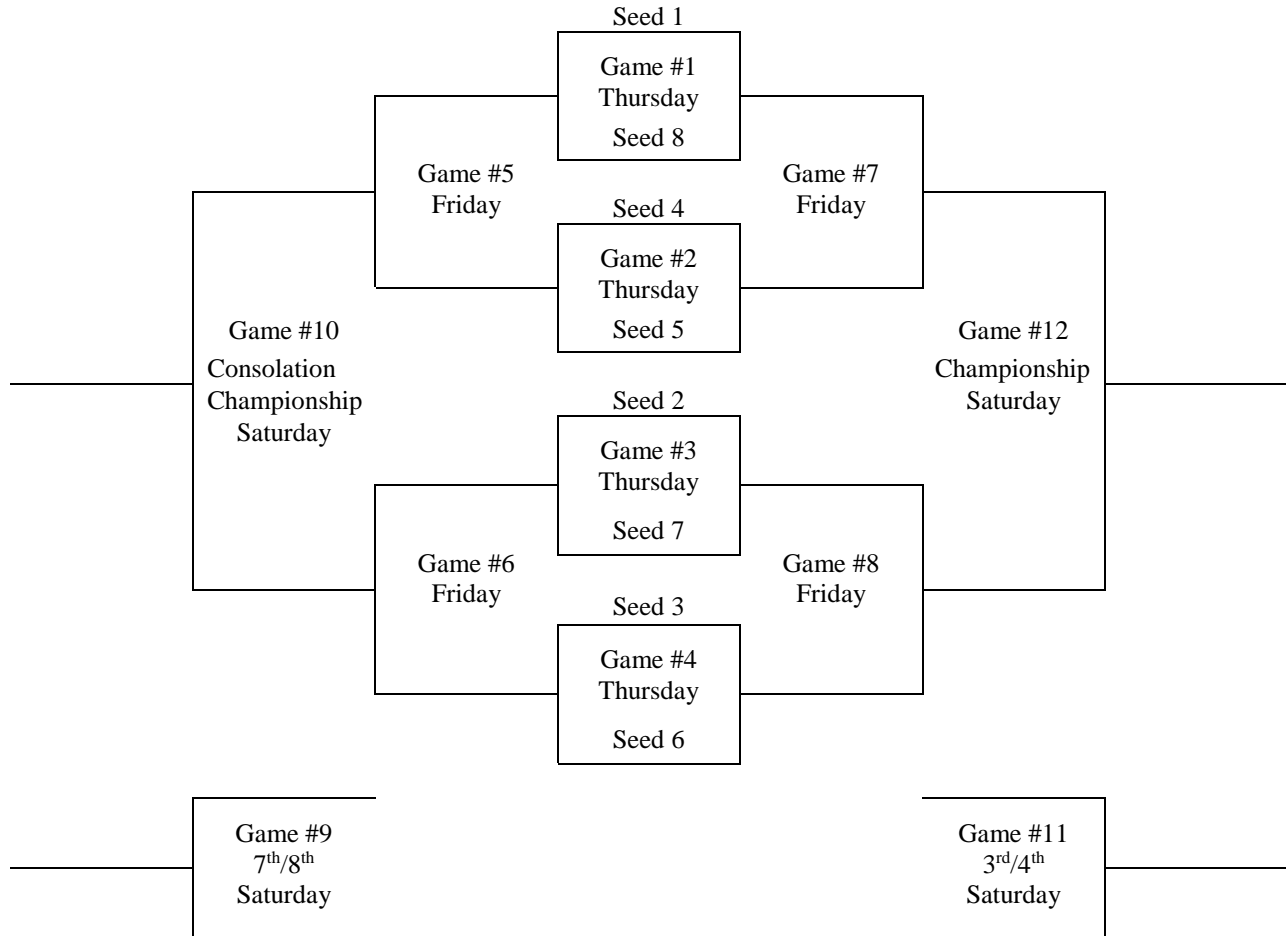 Seed 1
Game #1
Thursday
Seed 8
Game #5
Friday
Game #7
Friday
Seed 4
Game #2
Thursday
Seed 5
Game #10
Consolation
Championship
Saturday
Game #12
Championship
Saturday
Seed 2
Game #3
Thursday
Seed 7
Game #6
Friday
Game #8
Friday
Seed 3
Game #4
Thursday
Seed 6
Game #9
7th/8th
Saturday
Game #11
3rd/4th
Saturday